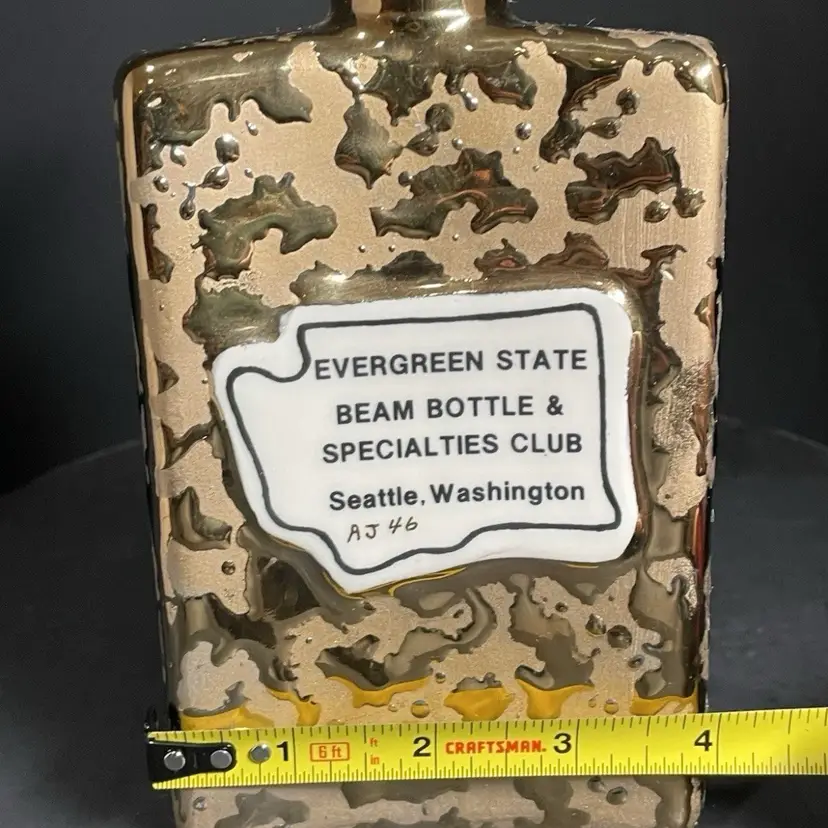 EVERGREEN STATE
BEAM BOTTLE &
SPECIALTIES CLUB
Seattle, Washington
AJ 46
1 6 ft ft in 2 CRAFTSMAN. 3 4